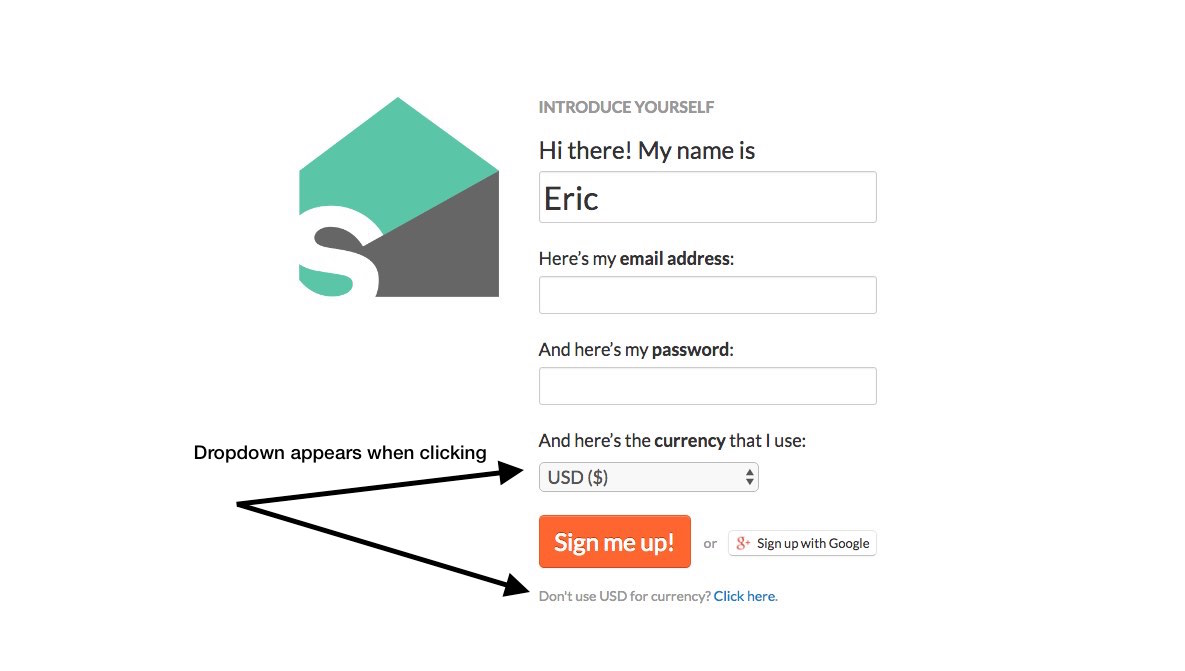 INTRODUCE YOURSELF
Hi there! My name is
Eric
Here’s my email address:
And here’s my password:
And here’s the currency that I use:
Dropdown appears when clicking
USD ($)
Sign me up! or g+ Sign up with Google
Don't use USD for currency? Click here.
S